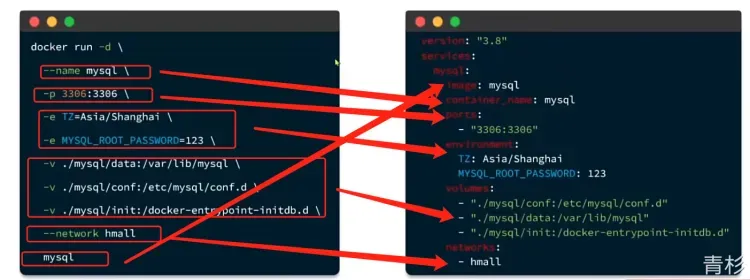 docker run -d \
--name mysql \
-p 3306:3306 \
-e TZ=Asia/Shanghai \
-e MYSQL_ROOT_PASSWORD=123 \
-v ./mysql/data:/var/lib/mysql \
-v ./mysql/conf:/etc/mysql/conf.d \
-v ./mysql/init:/docker-entrypoint-initdb.d \
--network hmall
mysql
version: "3.8"
services:
mysql:
image: mysql
container_name: mysql
ports:
- "3306:3306"
environment:
TZ: Asia/Shanghai
MYSQL_ROOT_PASSWORD: 123
volumes:
- "./mysql/conf:/etc/mysql/conf.d"
- "./mysql/data:/var/lib/mysql"
- "./mysql/init:/docker-entrypoint-initdb.d"
networks:
- hmall
青杉